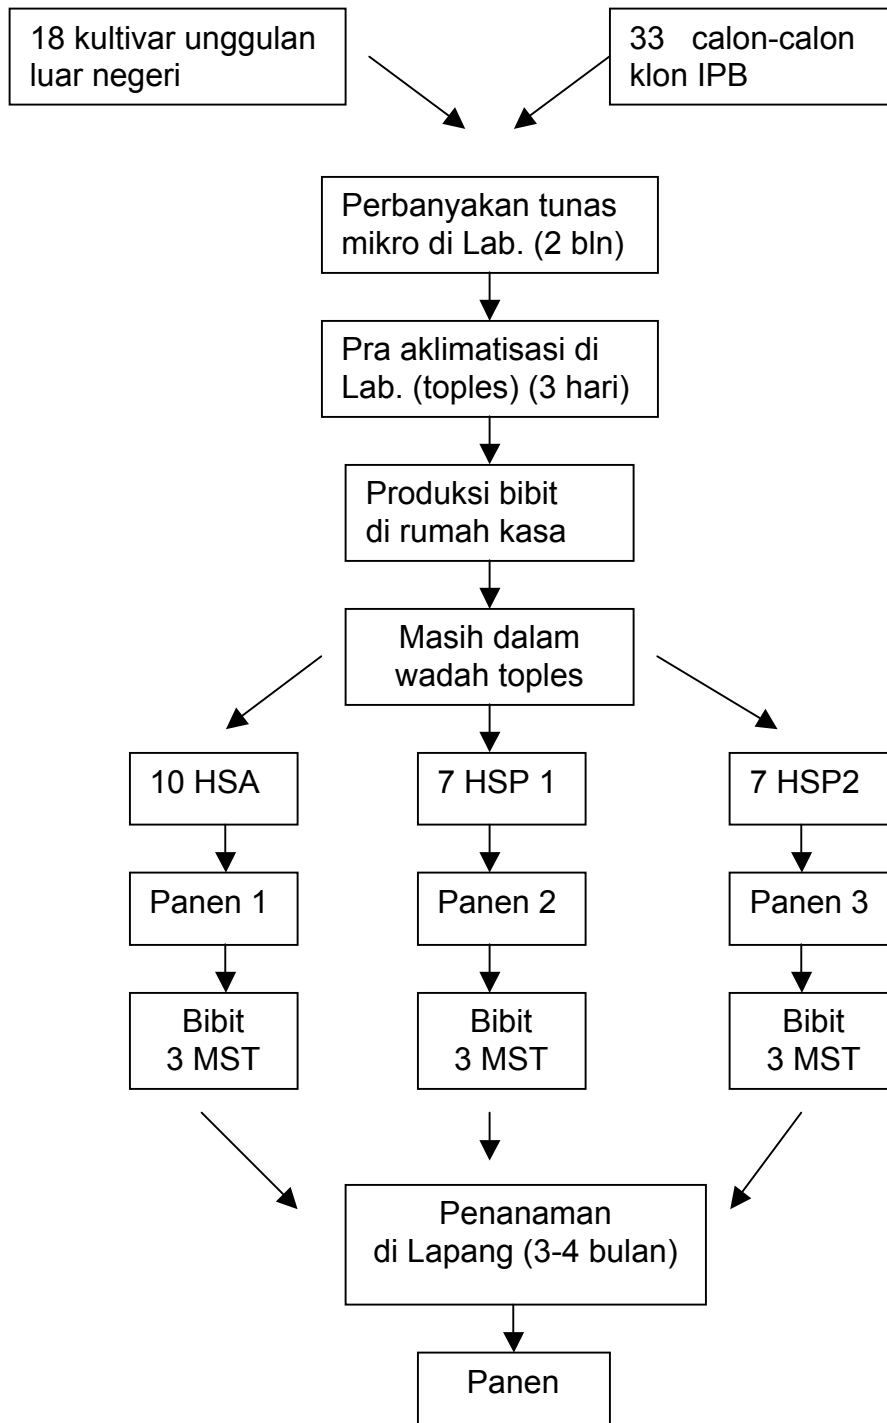 18 kultivar unggulan
luar negeri
33 calon-calon
klon IPB
Perbanyakan tunas
mikro di Lab. (2 bln)
Pra aklimatisasi di
Lab. (toples) (3 hari)
Produksi bibit
di rumah kasa
Masih dalam
wadah toples
10 HSA
7 HSP 1
7 HSP2
Panen 1
Panen 2
Panen 3
Bibit
3 MST
Bibit
3 MST
Bibit
3 MST
Penanaman
di Lapang (3-4 bulan)
Panen